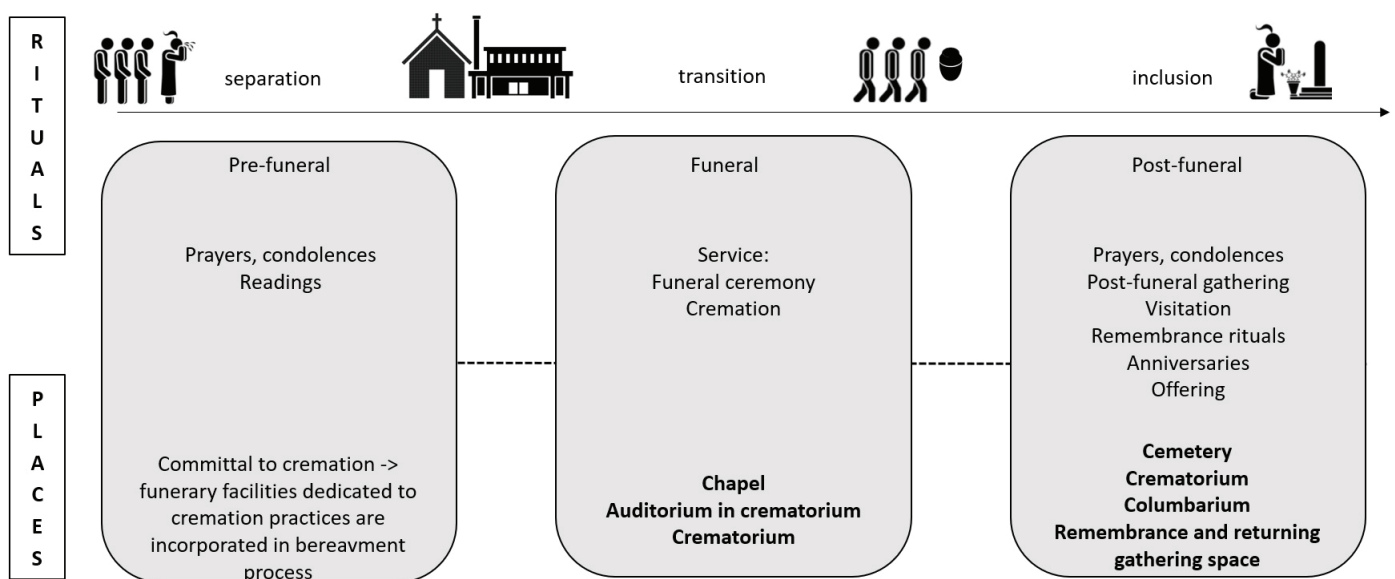 RITUALS
separation
transition
inclusion
Pre-funeral
Prayers, condolences
Readings
Funeral
Service:
Funeral ceremony
Cremation
Post-funeral
Prayers, condolences
Post-funeral gathering
Visitation
Remembrance rituals
Anniversaries
Offering
PLACES
Committal to cremation ->
funerary facilities dedicated to
cremation practices are
incorporated in bereavment
process
Chapel
Auditorium in crematorium
Crematorium
Cemetery
Crematorium
Columbarium
Remembrance and returning
gathering space